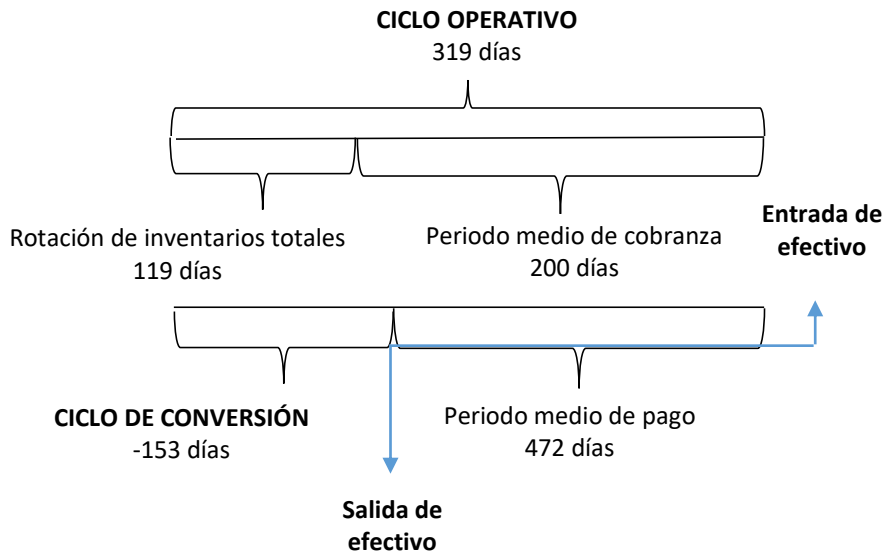 CICLO OPERATIVO
319 días
Rotación de inventarios totales
119 días
Periodo medio de cobranza
200 días
Entrada de
efectivo
CICLO DE CONVERSIÓN
-153 días
Periodo medio de pago
472 días
Salida de
efectivo